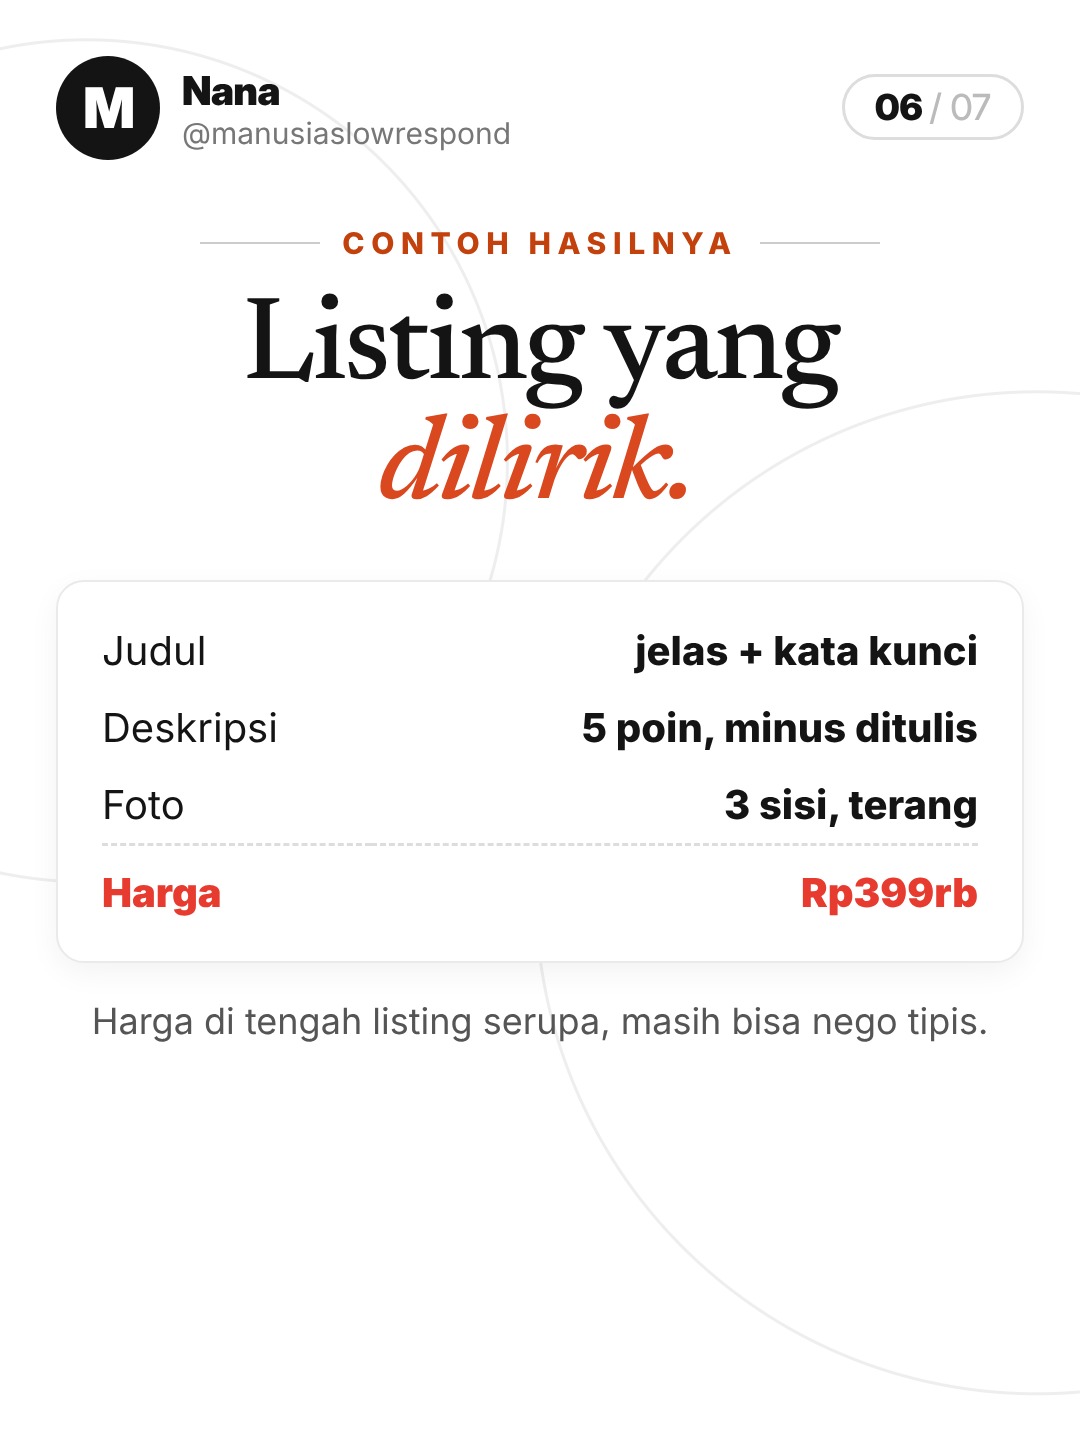 M
Nana
@manusiaslowrespond
06 / 07
CONTOH HASILNYA
Listing yang
dilirik.
Judul jelas + kata kunci
Deskripsi 5 poin, minus ditulis
Foto 3 sisi, terang
Harga Rp399rb
Harga di tengah listing serupa, masih bisa nego tipis.